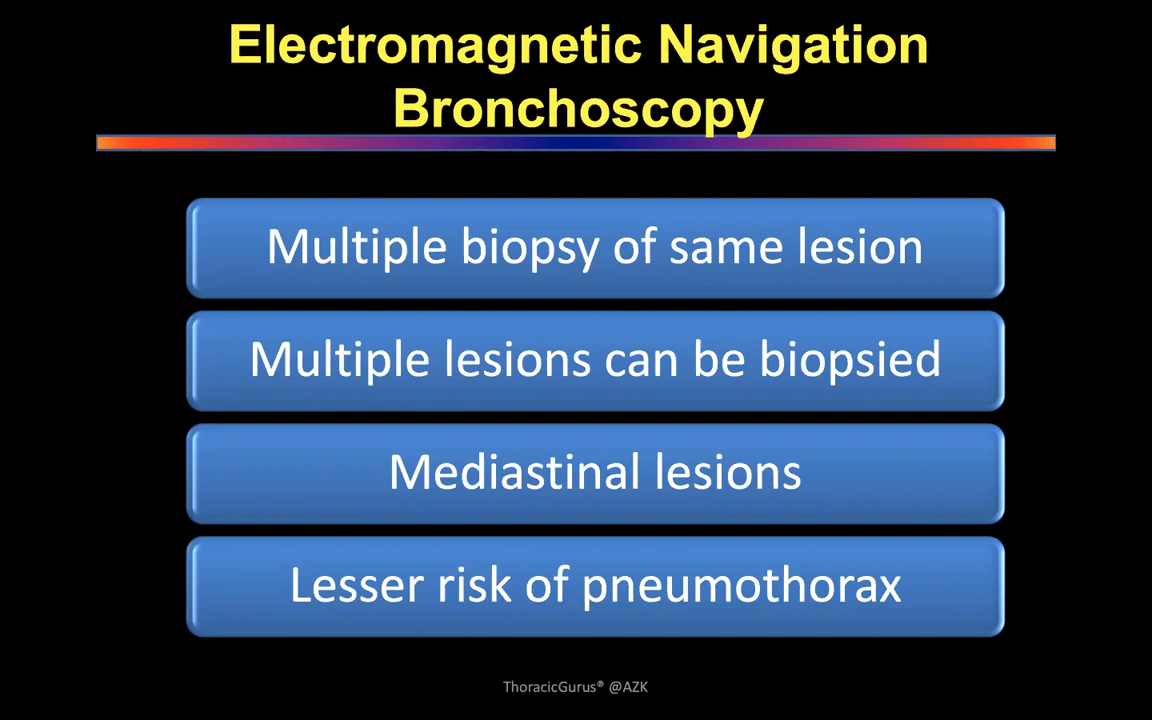 Electromagnetic Navigation
Bronchoscopy
Multiple biopsy of same lesion
Multiple lesions can be biopsied
Mediastinal lesions
Lesser risk of pneumothorax
ThoracicGurus® @AZK